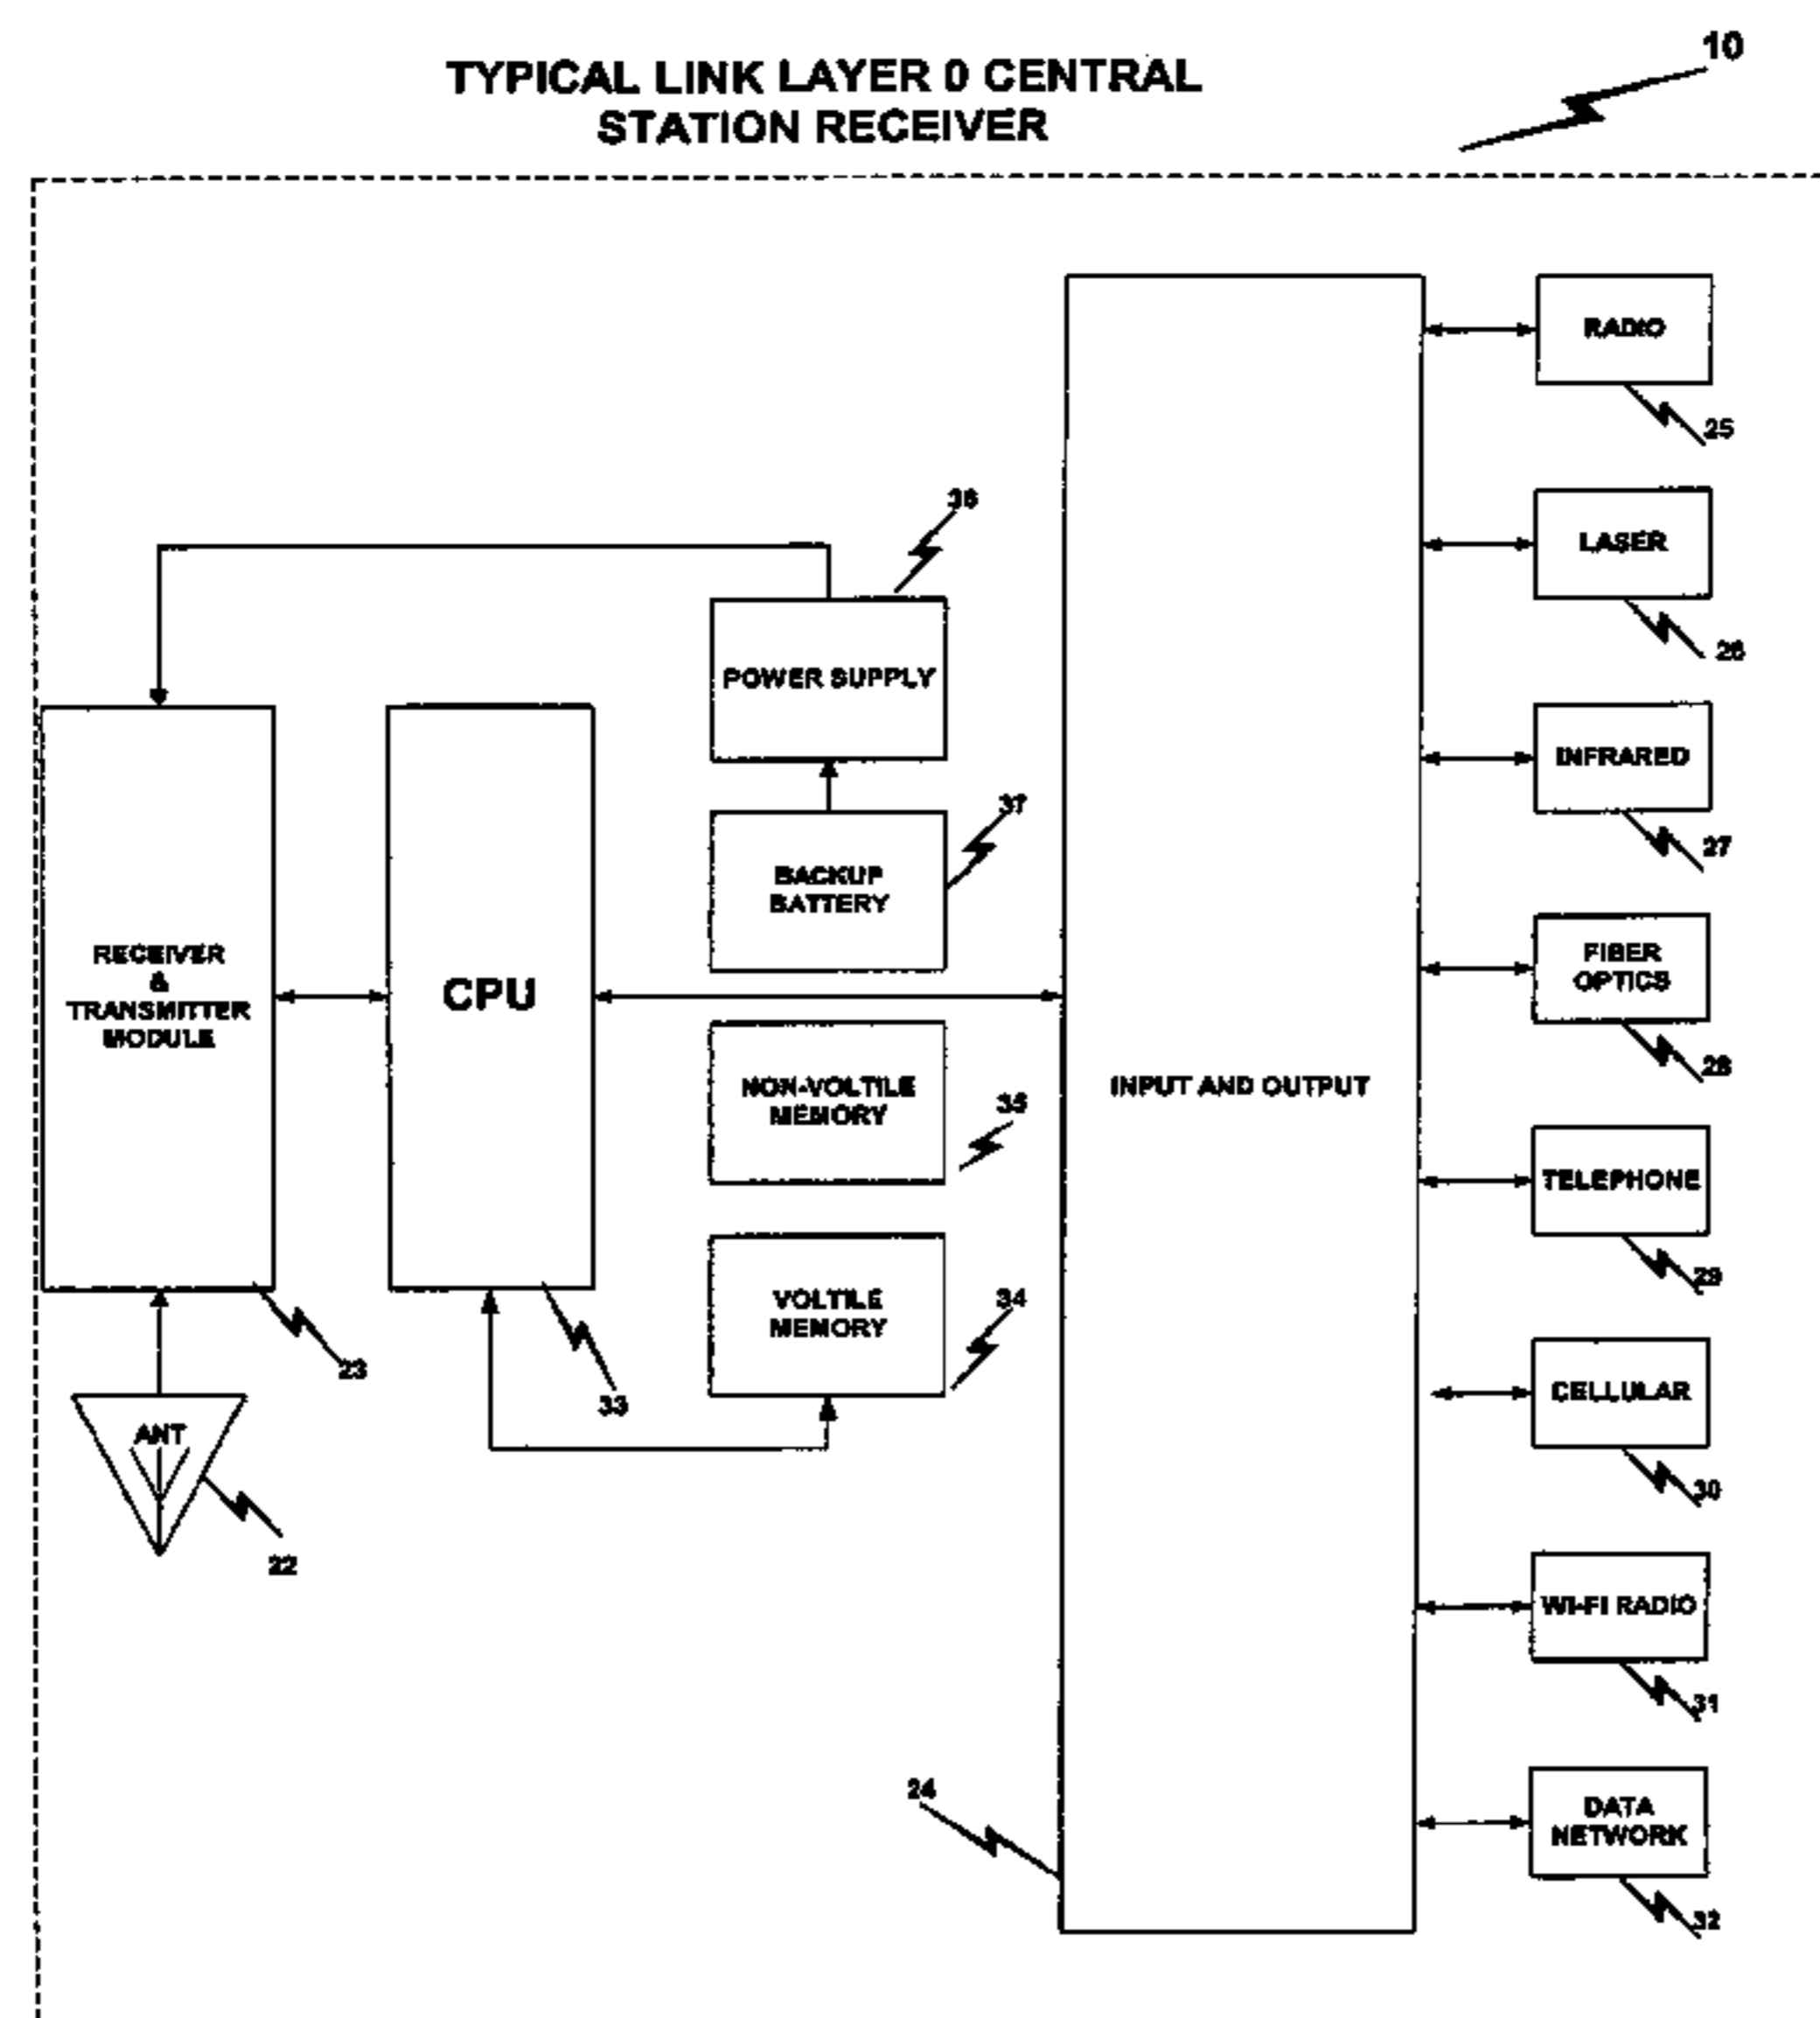 10
TYPICAL LINK LAYER 0 CENTRAL
STATION RECEIVER
RADIO
25
LASER
26
INFRARED
27
FIBER
OPTICS
28
TELEPHONE
29
CELLULAR
30
WI-FI RADIO
31
DATA
NETWORK
32
36
POWER SUPPLY
37
BACKUP
BATTERY
RECEIVER
&
TRANSMITTER
MODULE
CPU
NON-VOLTILE
MEMORY
35
INPUT AND OUTPUT
VOLTILE
MEMORY
34
23
33
ANT
22
24